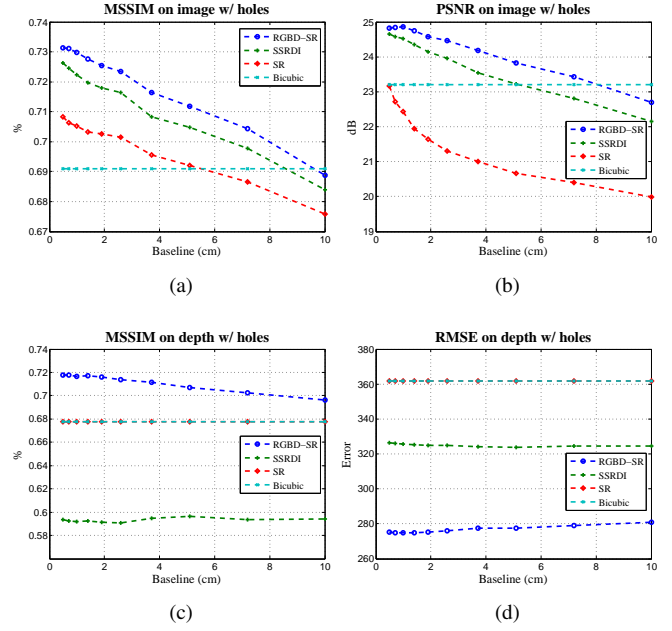 MSSIM on image w/ holes
0.74
0.73
0.72
0.71
0.7
0.69
0.68
0.67
%
RGBD-SR
SSRDI
SR
Bicubic
0 2 4 6 8 10
Baseline (cm)
(a)
PSNR on image w/ holes
25
24
23
22
21
20
19
dB
RGBD-SR
SSRDI
SR
Bicubic
0 2 4 6 8 10
Baseline (cm)
(b)
MSSIM on depth w/ holes
0.74
0.72
0.7
0.68
0.66
0.64
0.62
0.6
0.58
%
RGBD-SR
SSRDI
SR
Bicubic
0 2 4 6 8 10
Baseline (cm)
(c)
RMSE on depth w/ holes
380
360
340
320
300
280
260
Error
RGBD-SR
SSRDI
SR
Bicubic
0 2 4 6 8 10
Baseline (cm)
(d)